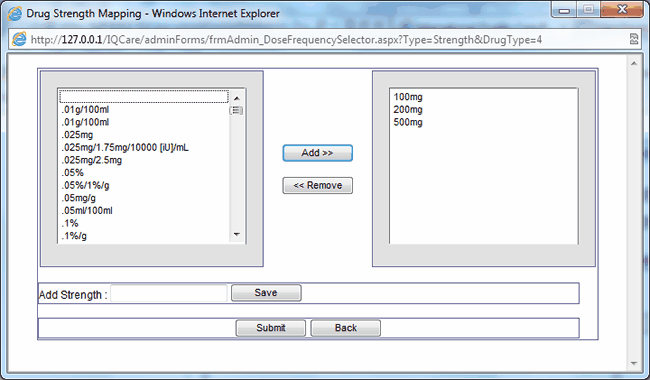 Drug Strength Mapping - Windows Internet Explorer
http://127.0.0.1/IQCare/adminForms/frmAdmin_DoseFrequencySelector.aspx?Type=Strength&DrugType=4
.01g/100ml
.01g/100ml
.025mg
.025mg/1.75mg/10000 [iU]/mL
.025mg/2.5mg
.05%
.05%/1%/g
.05mg/g
.05ml/100ml
.1%
.1%/g
Add >>
<< Remove
100mg
200mg
500mg
Add Strength :
Save
Submit
Back